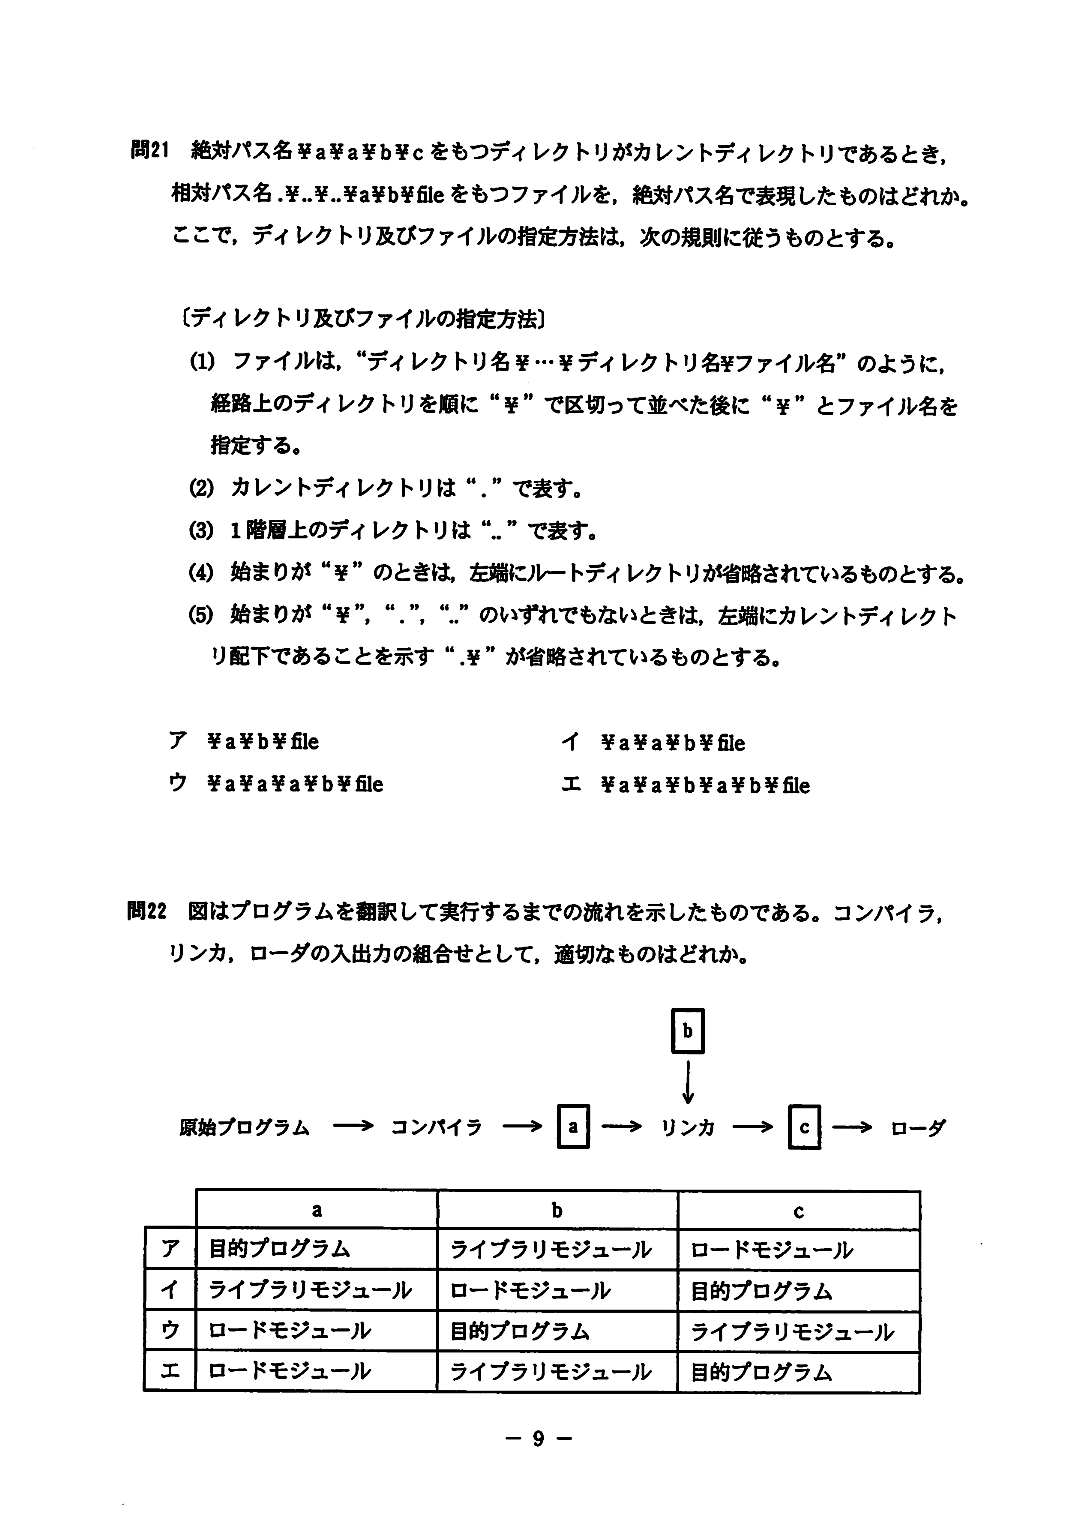 問21 絶対パス名¥a¥a¥b¥cをもつディレクトリがカレントディレクトリであるとき,
相対パス名.¥..¥..¥a¥b¥fileをもつファイルを,絶対パス名で表現したものはどれか。
ここで,ディレクトリ及びファイルの指定方法は,次の規則に従うものとする。
〔ディレクトリ及びファイルの指定方法〕
(1) ファイルは,“ディレクトリ名¥…¥ディレクトリ名¥ファイル名”のように,
経路上のディレクトリを順に“¥”で区切って並べた後に“¥”とファイル名を
指定する。
(2) カレントディレクトリは“.”で表す。
(3) 1階層上のディレクトリは“..”で表す。
(4) 始まりが“¥”のときは,左端にルートディレクトリが省略されているものとする。
(5) 始まりが“¥”,“.”,“..”のいずれでもないときは,左端にカレントディレクト
リ配下であることを示す“.¥”が省略されているものとする。
ア ¥a¥b¥file イ ¥a¥a¥b¥file
ウ ¥a¥a¥a¥b¥file エ ¥a¥a¥b¥a¥b¥file
問22 図はプログラムを翻訳して実行するまでの流れを示したものである。コンパイラ,
リンカ,ローダの入出力の組合せとして,適切なものはどれか。
b
↓
原始プログラム → コンパイラ → a → リンカ → c → ローダ
a b c
ア 目的プログラム ライブラリモジュール ロードモジュール
イ ライブラリモジュール ロードモジュール 目的プログラム
ウ ロードモジュール 目的プログラム ライブラリモジュール
エ ロードモジュール ライブラリモジュール 目的プログラム
— 9 —